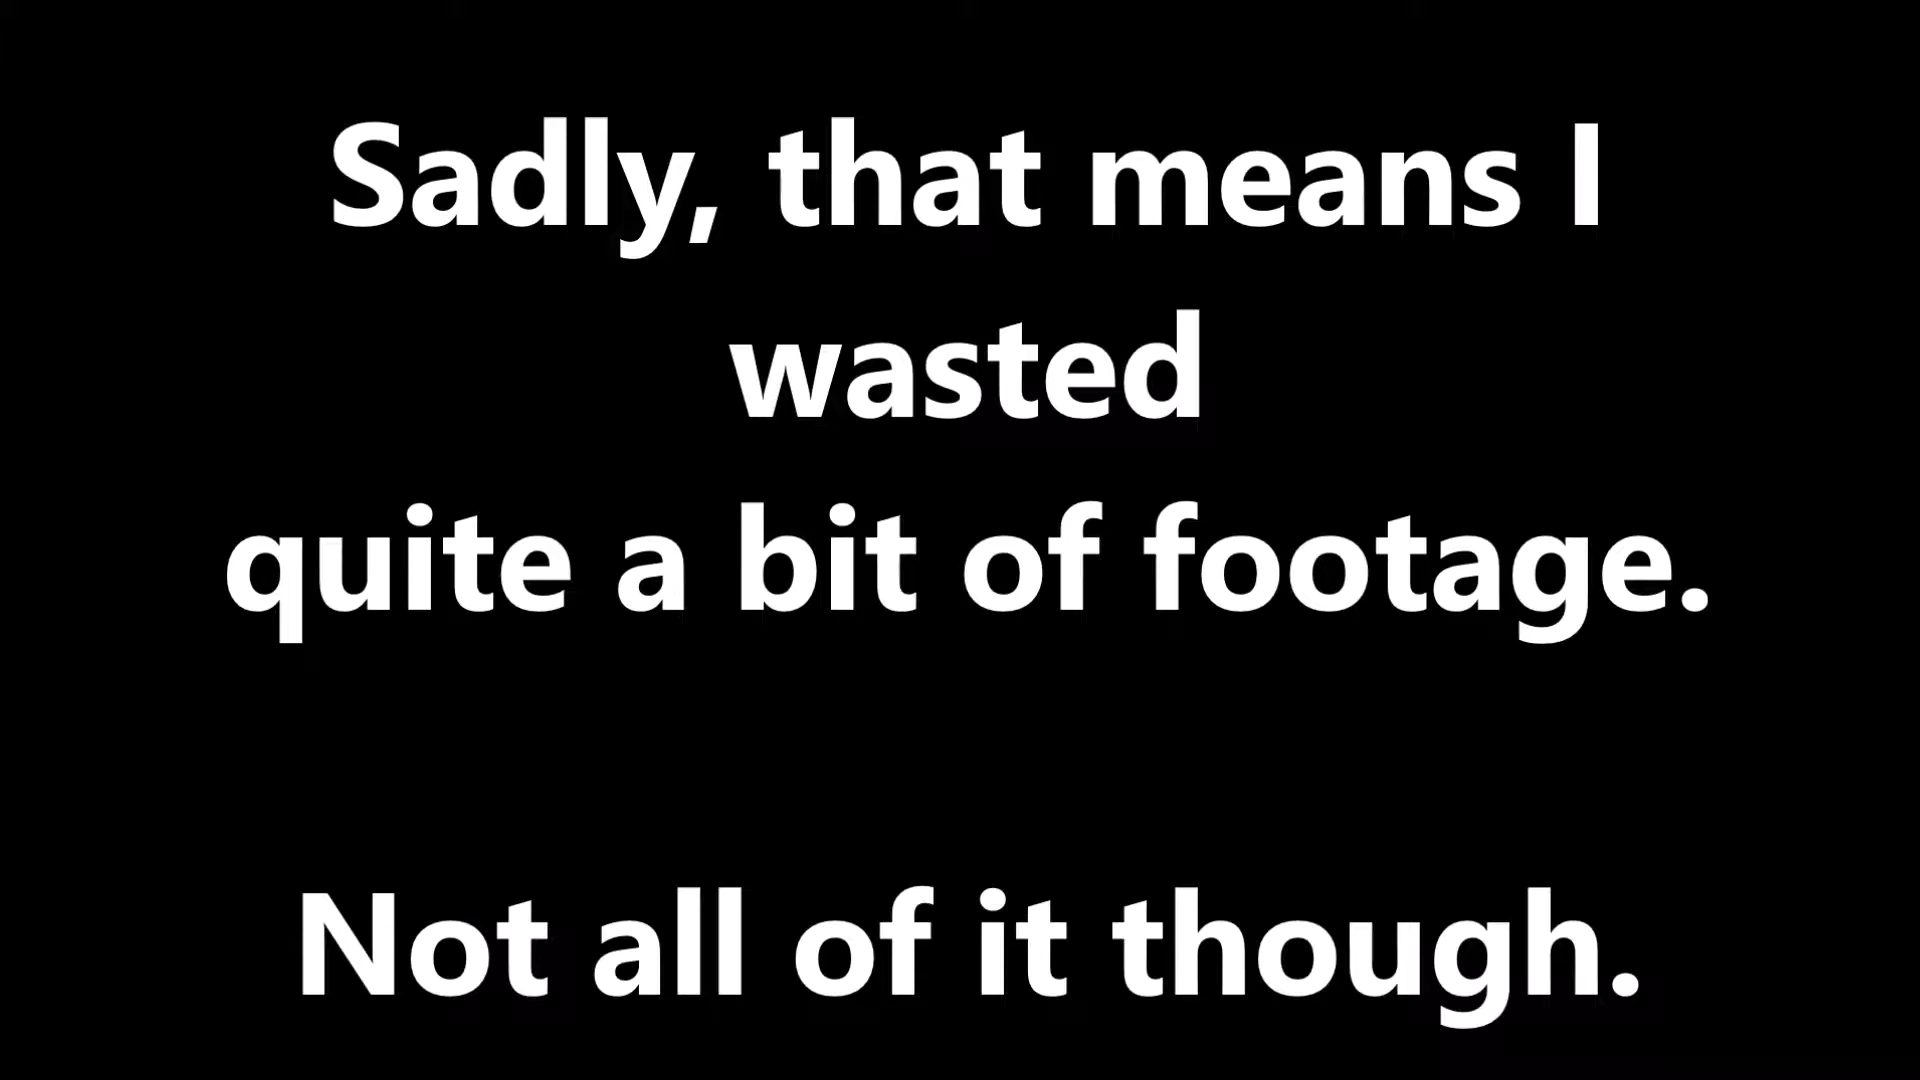 Sadly, that means I
wasted
quite a bit of footage.
Not all of it though.